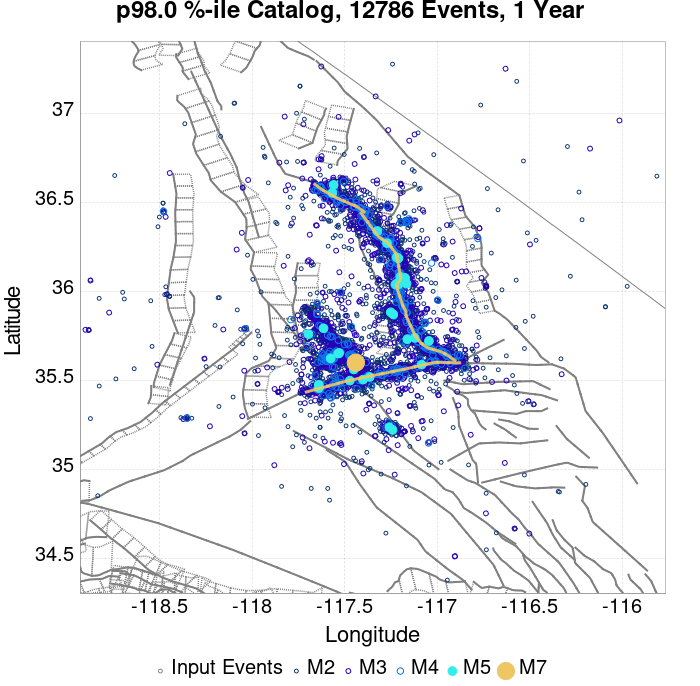 p98.0 %-ile Catalog, 12786 Events, 1 Year
37
36.5
36
35.5
35
34.5
Latitude
-118.5 -118 -117.5 -117 -116.5 -116
Longitude
Input Events M2 M3 M4 M5 M7